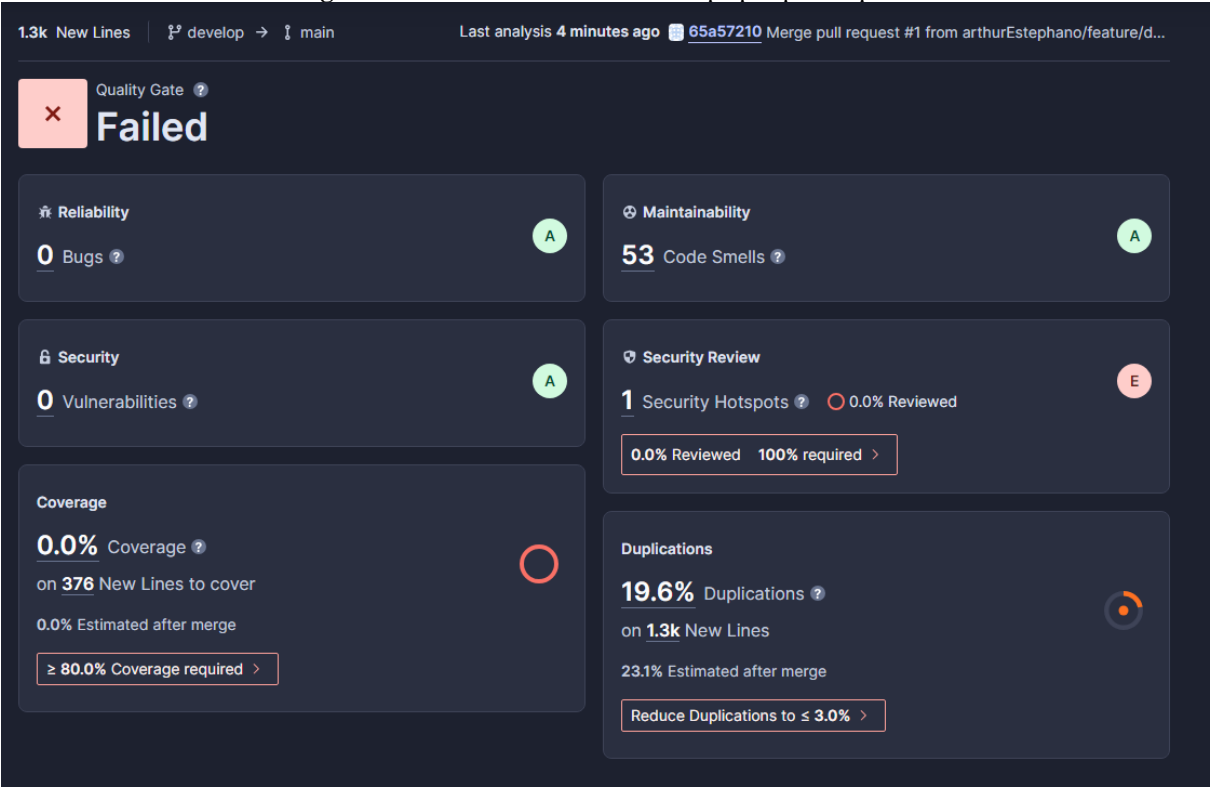 1.3k New Lines develop → main Last analysis 4 minutes ago 65a57210 Merge pull request #1 from arthurEstephano/feature/d...
Quality Gate ?
Failed
Reliability
0 Bugs ?
A
Maintainability
53 Code Smells ?
A
Security
0 Vulnerabilities ?
A
Security Review
1 Security Hotspots ? 0.0% Reviewed
E
0.0% Reviewed 100% required >
Coverage
0.0% Coverage ?
on 376 New Lines to cover
0.0% Estimated after merge
≥ 80.0% Coverage required >
Duplications
19.6% Duplications ?
on 1.3k New Lines
23.1% Estimated after merge
Reduce Duplications to ≤ 3.0% >